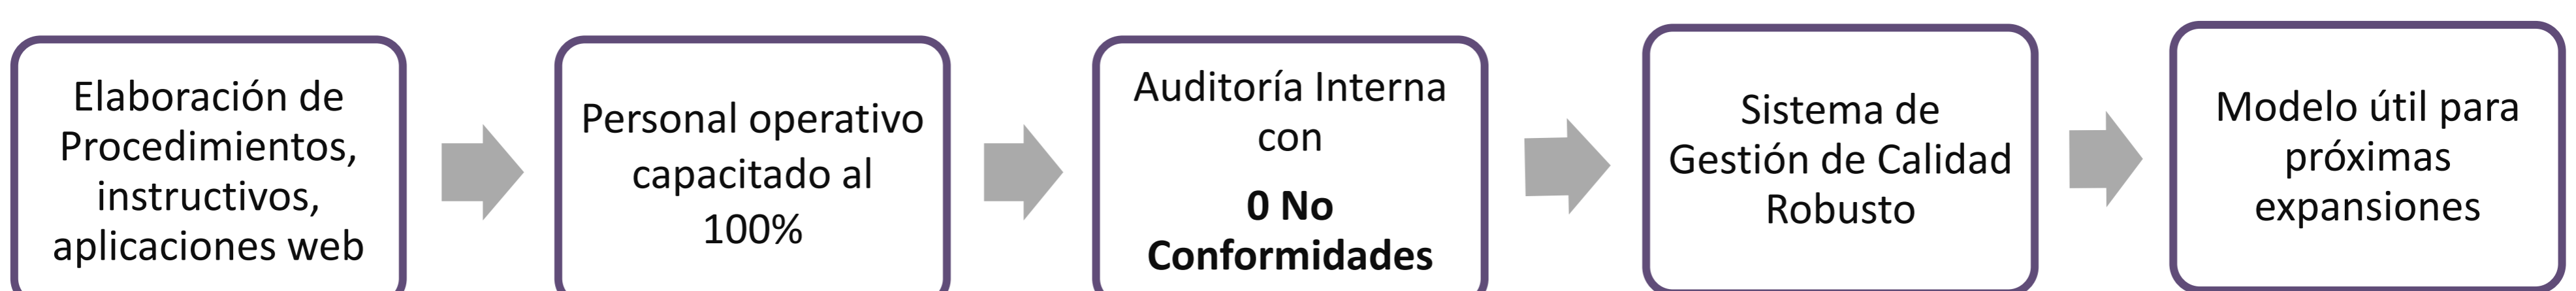 Elaboración de
Procedimientos,
instructivos,
aplicaciones web
Personal operativo
capacitado al
100%
Auditoría Interna
con
0 No
Conformidades
Sistema de
Gestión de Calidad
Robusto
Modelo útil para
próximas
expansiones